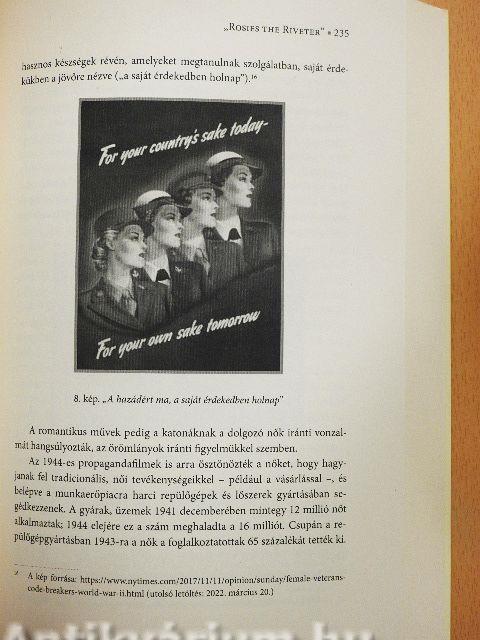 „Rosies the Riveter” • 235
hasznos készségek révén, amelyeket megtanulnak szolgálatban, saját érde-
kükben a jövőre nézve („a saját érdekedben holnap”).¹⁶
For your country's sake today-
For your own sake tomorrow
8. kép. „A hazádért ma, a saját érdekedben holnap”
A romantikus művek pedig a katonáknak a dolgozó nők iránti vonzal-
mát hangsúlyozták, az örömlányok iránti figyelmükkel szemben.
Az 1944-es propagandafilmek is arra ösztönözték a nőket, hogy hagy-
janak fel tradicionális, női tevékenységeikkel – például a vásárlással –, és
belépve a munkaerőpiacra harci repülőgépek és lőszerek gyártásában se-
gédkezzenek. A gyárak, üzemek 1941 decemberében mintegy 12 millió nőt
alkalmaztak; 1944 elejére ez a szám meghaladta a 16 milliót. Csupán a re-
pülőgépgyártásban 1943-ra a nők a foglalkoztatottak 65 százalékát tették ki.
A kép forrása: https://www.nytimes.com/2017/11/11/opinion/sunday/female-veterans-
code-breakers-world-war-ii.html (utolsó letöltés: 2022. március 20.)
Antikvárium.hu